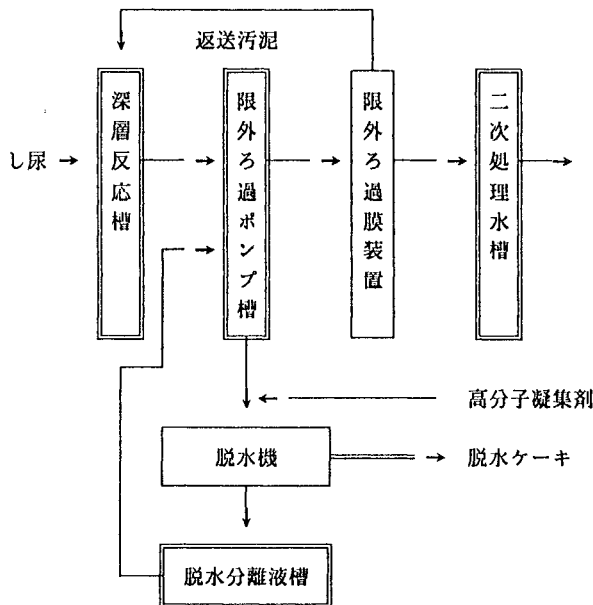 返送汚泥
し尿
深層反応槽
限外ろ過ポンプ槽
限外ろ過膜装置
二次処理水槽
高分子凝集剤
脱水機
脱水ケーキ
脱水分離液槽